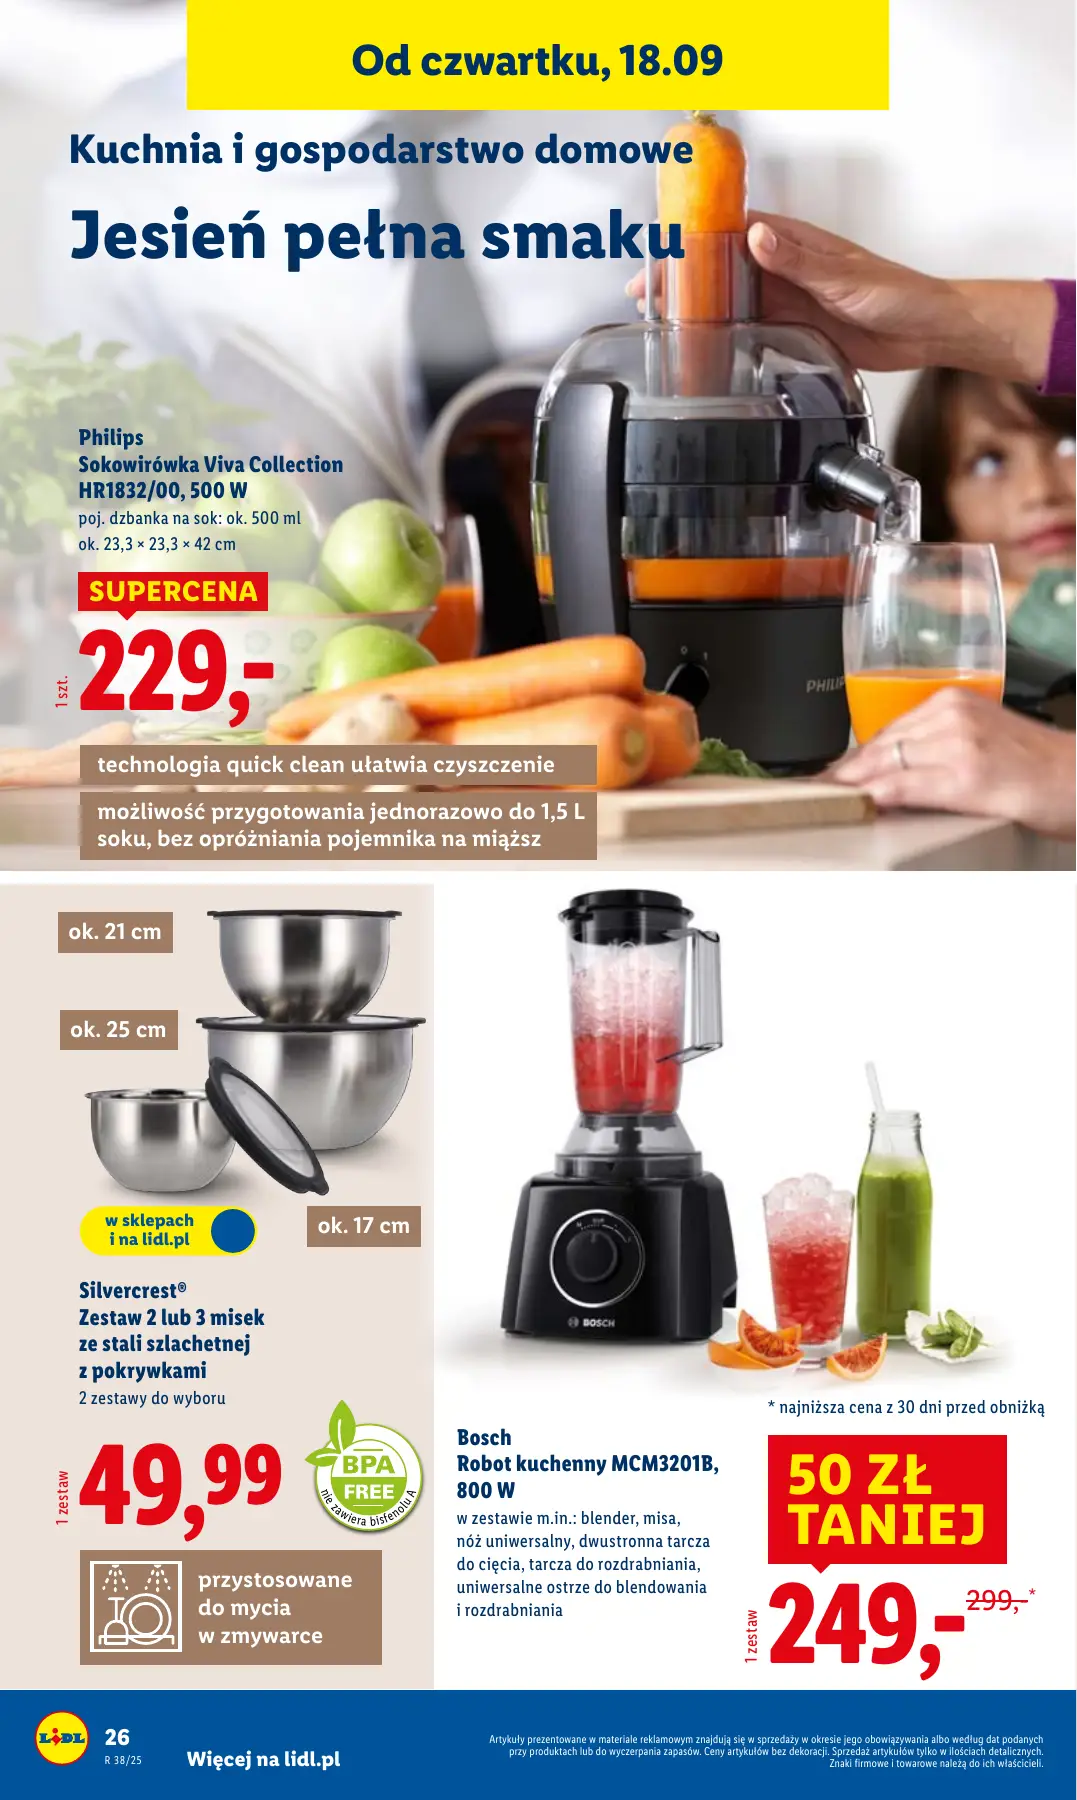 Od czwartku, 18.09
Kuchnia i gospodarstwo domowe
Jesień pełna smaku
Philips
Sokowirówka Viva Collection
HR1832/00, 500 W
poj. dzbanka na sok: ok. 500 ml
ok. 23,3 × 23,3 × 42 cm
SUPERCENA
1 szt.
229,-
PHILIPS
technologia quick clean ułatwia czyszczenie
możliwość przygotowania jednorazowo do 1,5 L
soku, bez opróżniania pojemnika na miąższ
ok. 21 cm
ok. 25 cm
ok. 17 cm
w sklepach
i na lidl.pl
Silvercrest®
Zestaw 2 lub 3 misek
ze stali szlachetnej
z pokrywkami
2 zestawy do wyboru
1 zestaw
49,99
BPA
FREE
nie zawiera bisfenolu A
przystosowane
do mycia
w zmywarce
BOSCH
* najniższa cena z 30 dni przed obniżką
Bosch
Robot kuchenny MCM3201B,
800 W
w zestawie m.in.: blender, misa,
nóż uniwersalny, dwustronna tarcza
do cięcia, tarcza do rozdrabniania,
uniwersalne ostrze do blendowania
i rozdrabniania
50 ZŁ
TANIEJ
1 zestaw
249,-
299,-*
LIDL
26
R 38/25
Więcej na lidl.pl
Artykuły prezentowane w materiale reklamowym znajdują się w sprzedaży w okresie jego obowiązywania albo według dat podanych
przy produktach lub do wyczerpania zapasów. Ceny artykułów bez dekoracji. Sprzedaż artykułów tylko w ilościach detalicznych.
Znaki firmowe i towarowe należą do ich właścicieli.